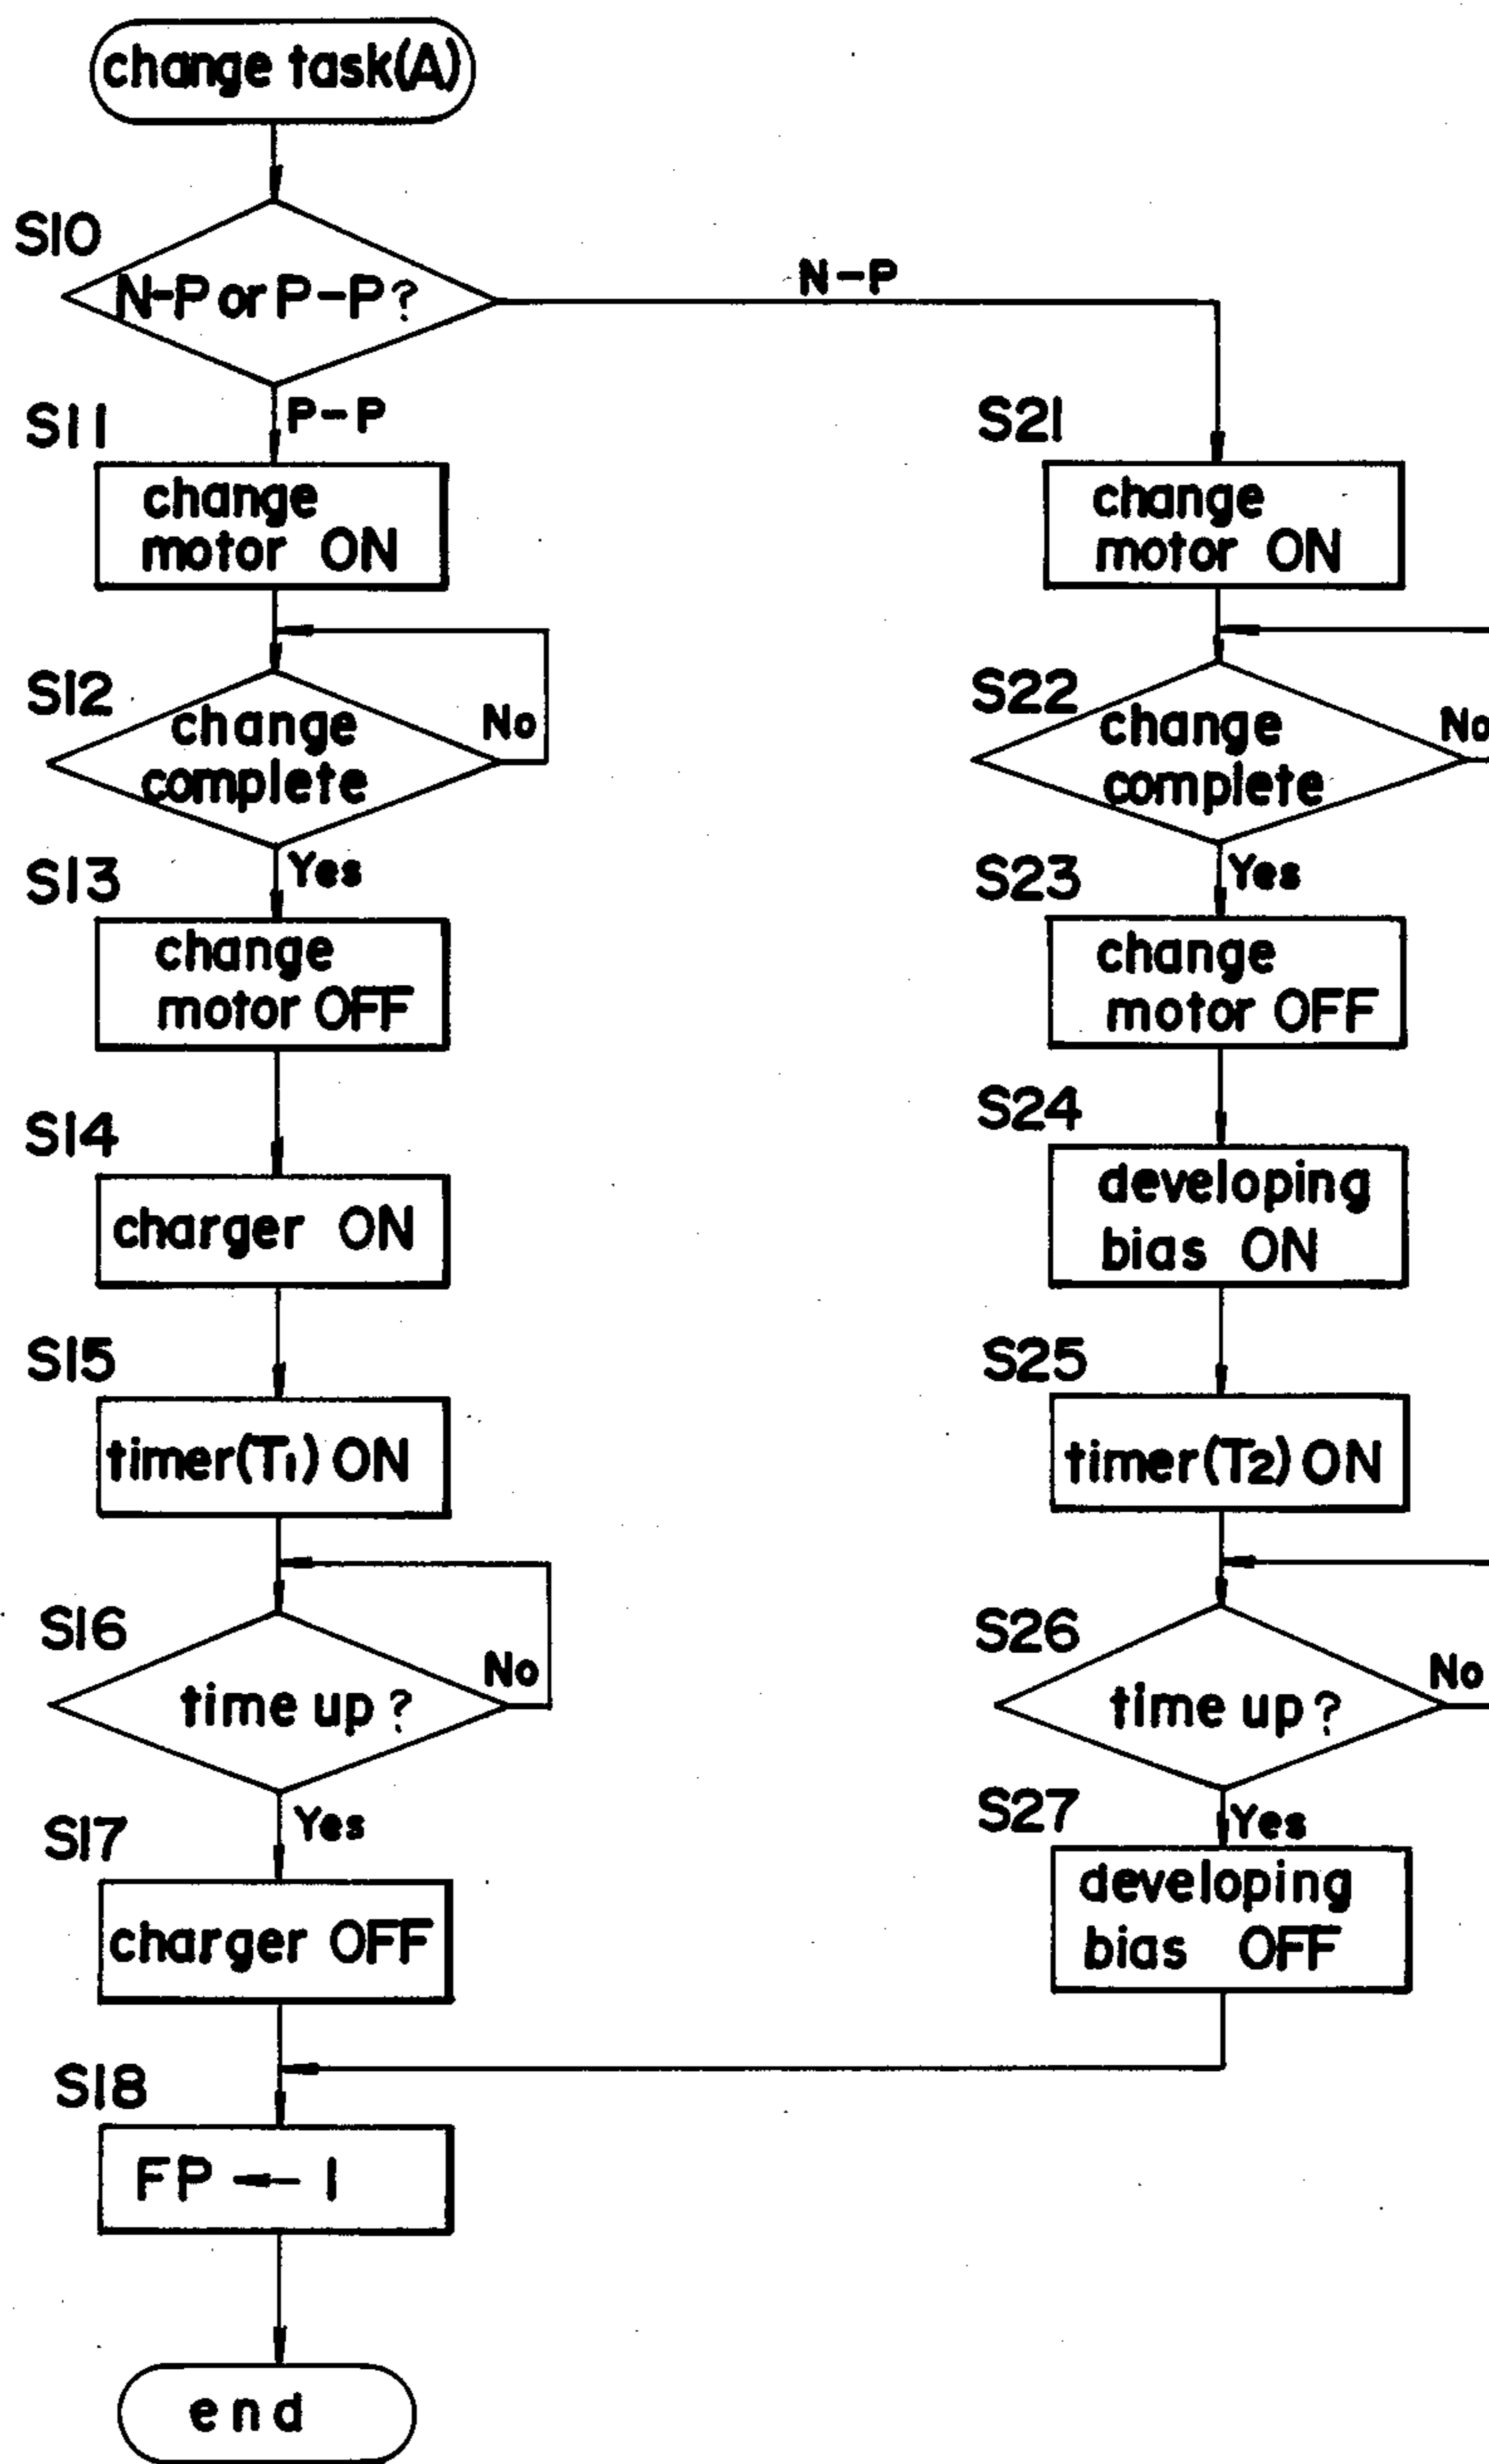 change task(A)
S10
N-P or P-P?
N-P
P-P
S11
change
motor ON
S12
change
complete
No
Yes
S13
change
motor OFF
S14
charger ON
S15
timer(T1) ON
S16
time up?
No
Yes
S17
charger OFF
S18
FP ← 1
end
S21
change
motor ON
S22
change
complete
No
Yes
S23
change
motor OFF
S24
developing
bias ON
S25
timer(T2) ON
S26
time up?
No
Yes
S27
developing
bias OFF